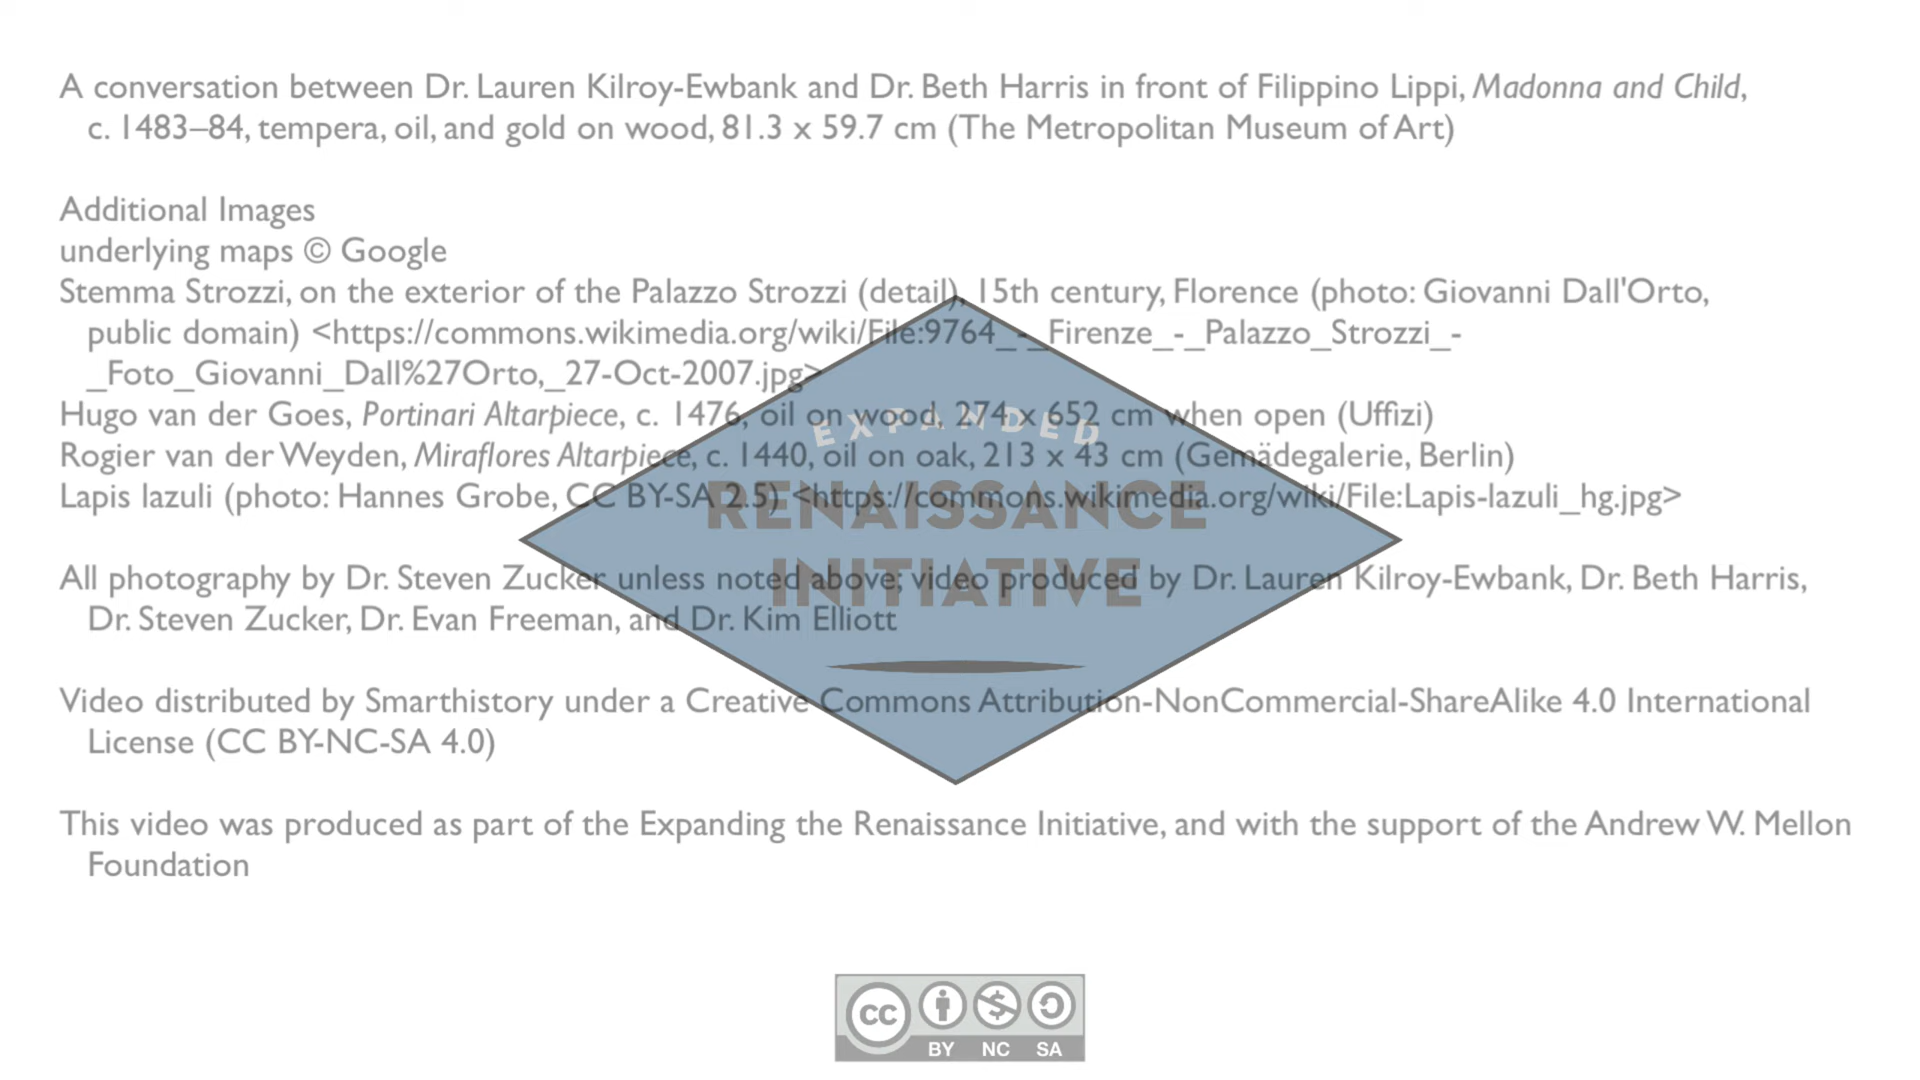 A conversation between Dr. Lauren Kilroy-Ewbank and Dr. Beth Harris in front of Filippino Lippi, Madonna and Child,
c. 1483–84, tempera, oil, and gold on wood, 81.3 x 59.7 cm (The Metropolitan Museum of Art)
Additional Images
underlying maps © Google
Stemma Strozzi, on the exterior of the Palazzo Strozzi (detail), 15th century, Florence (photo: Giovanni Dall'Orto,
public domain) <https://commons.wikimedia.org/wiki/File:9764_-_Firenze_-_Palazzo_Strozzi_-
_Foto_Giovanni_Dall%27Orto,_27-Oct-2007.jpg>
Hugo van der Goes, Portinari Altarpiece, c. 1476, oil on wood, 274 x 652 cm when open (Uffizi)
Rogier van der Weyden, Miraflores Altarpiece, c. 1440, oil on oak, 213 x 43 cm (Gemädegalerie, Berlin)
Lapis lazuli (photo: Hannes Grobe, CC BY-SA 2.5) <https://commons.wikimedia.org/wiki/File:Lapis-lazuli_hg.jpg>
All photography by Dr. Steven Zucker unless noted above; video produced by Dr. Lauren Kilroy-Ewbank, Dr. Beth Harris,
Dr. Steven Zucker, Dr. Evan Freeman, and Dr. Kim Elliott
Video distributed by Smarthistory under a Creative Commons Attribution-NonCommercial-ShareAlike 4.0 International
License (CC BY-NC-SA 4.0)
This video was produced as part of the Expanding the Renaissance Initiative, and with the support of the Andrew W. Mellon
Foundation
EXPANDED
RENAISSANCE
INITIATIVE
cc
BY NC SA